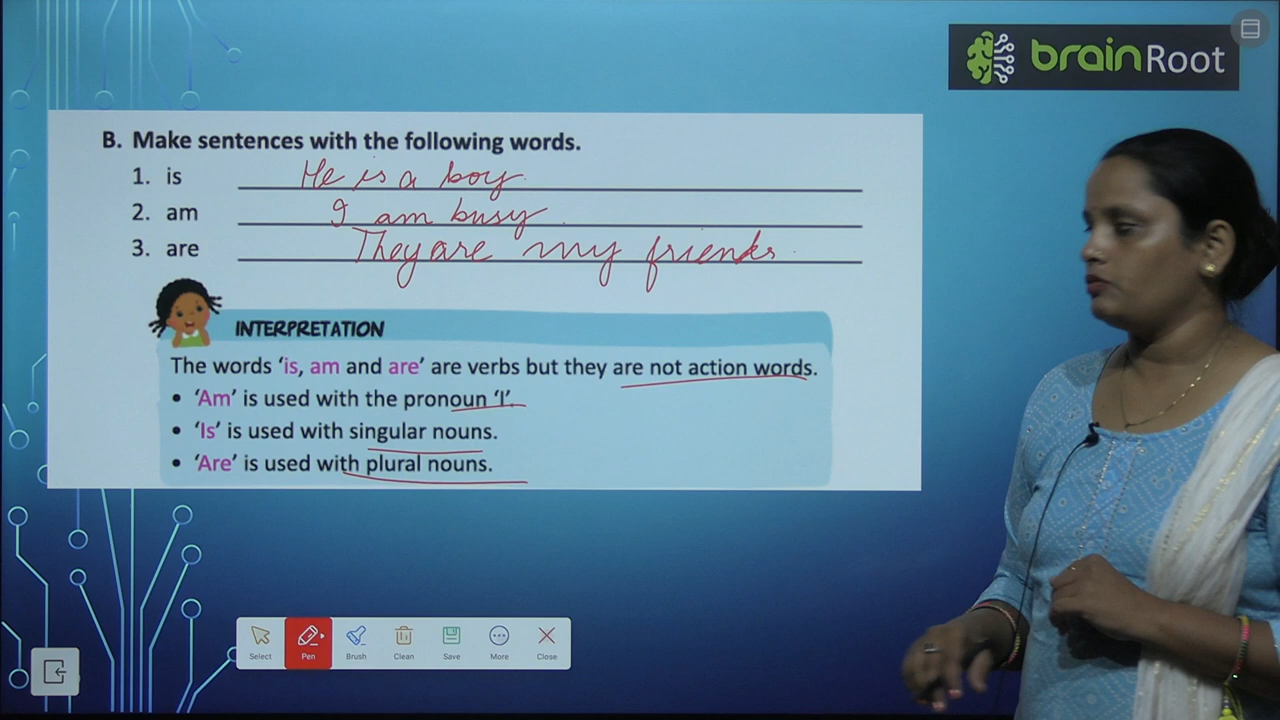 brainRoot
B. Make sentences with the following words.
1. is He is a boy.
2. am I am busy.
3. are They are my friends.
INTERPRETATION
The words ‘is, am and are’ are verbs but they are not action words.
• ‘Am’ is used with the pronoun ‘I’.
• ‘Is’ is used with singular nouns.
• ‘Are’ is used with plural nouns.
Select Pen Brush Clean Save More Close